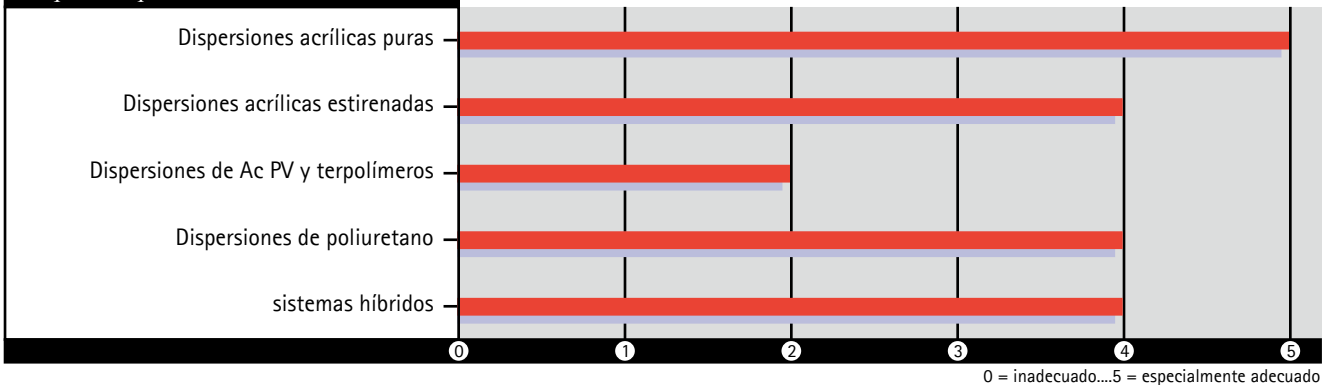 Dispersiones acrílicas puras
Dispersiones acrílicas estirenadas
Dispersiones de Ac PV y terpolímeros
Dispersiones de poliuretano
sistemas híbridos
0 1 2 3 4 5
0 = inadecuado....5 = especialmente adecuado